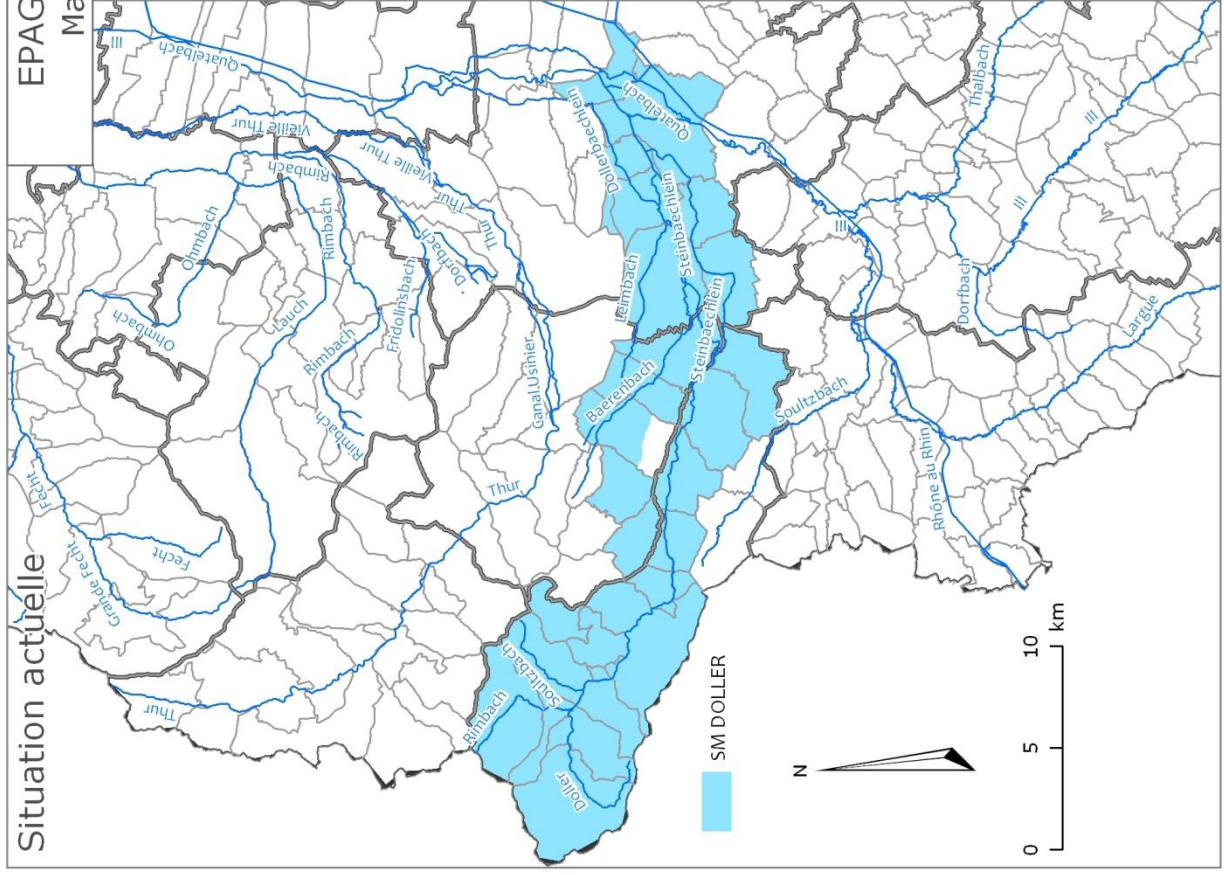 Situation actuelle
EPAG
Ma
Ill
Quatelbach
Vieille Thur
Rimbach
Vieille Thur
Thur
Thur
Ohmbach
Ohmbach
Rimbach
Lauch
Rimbach
Rimbach
Fridolinsbach
Dorfbach
Fecht
Fecht
Grande Fecht
Thur
Thur
Canal Usinier
Dollerbaechlein
Quatelbach
Steinbaechlein
Leimbach
Steinbaechlein
Baerenbach
Soultzbach
Rimbach
Doller
Soultzbach
Thalbach
Ill
Ill
Dorfbach
Largue
Rhône au Rhin
SM DOLLER
N
0 5 10
km